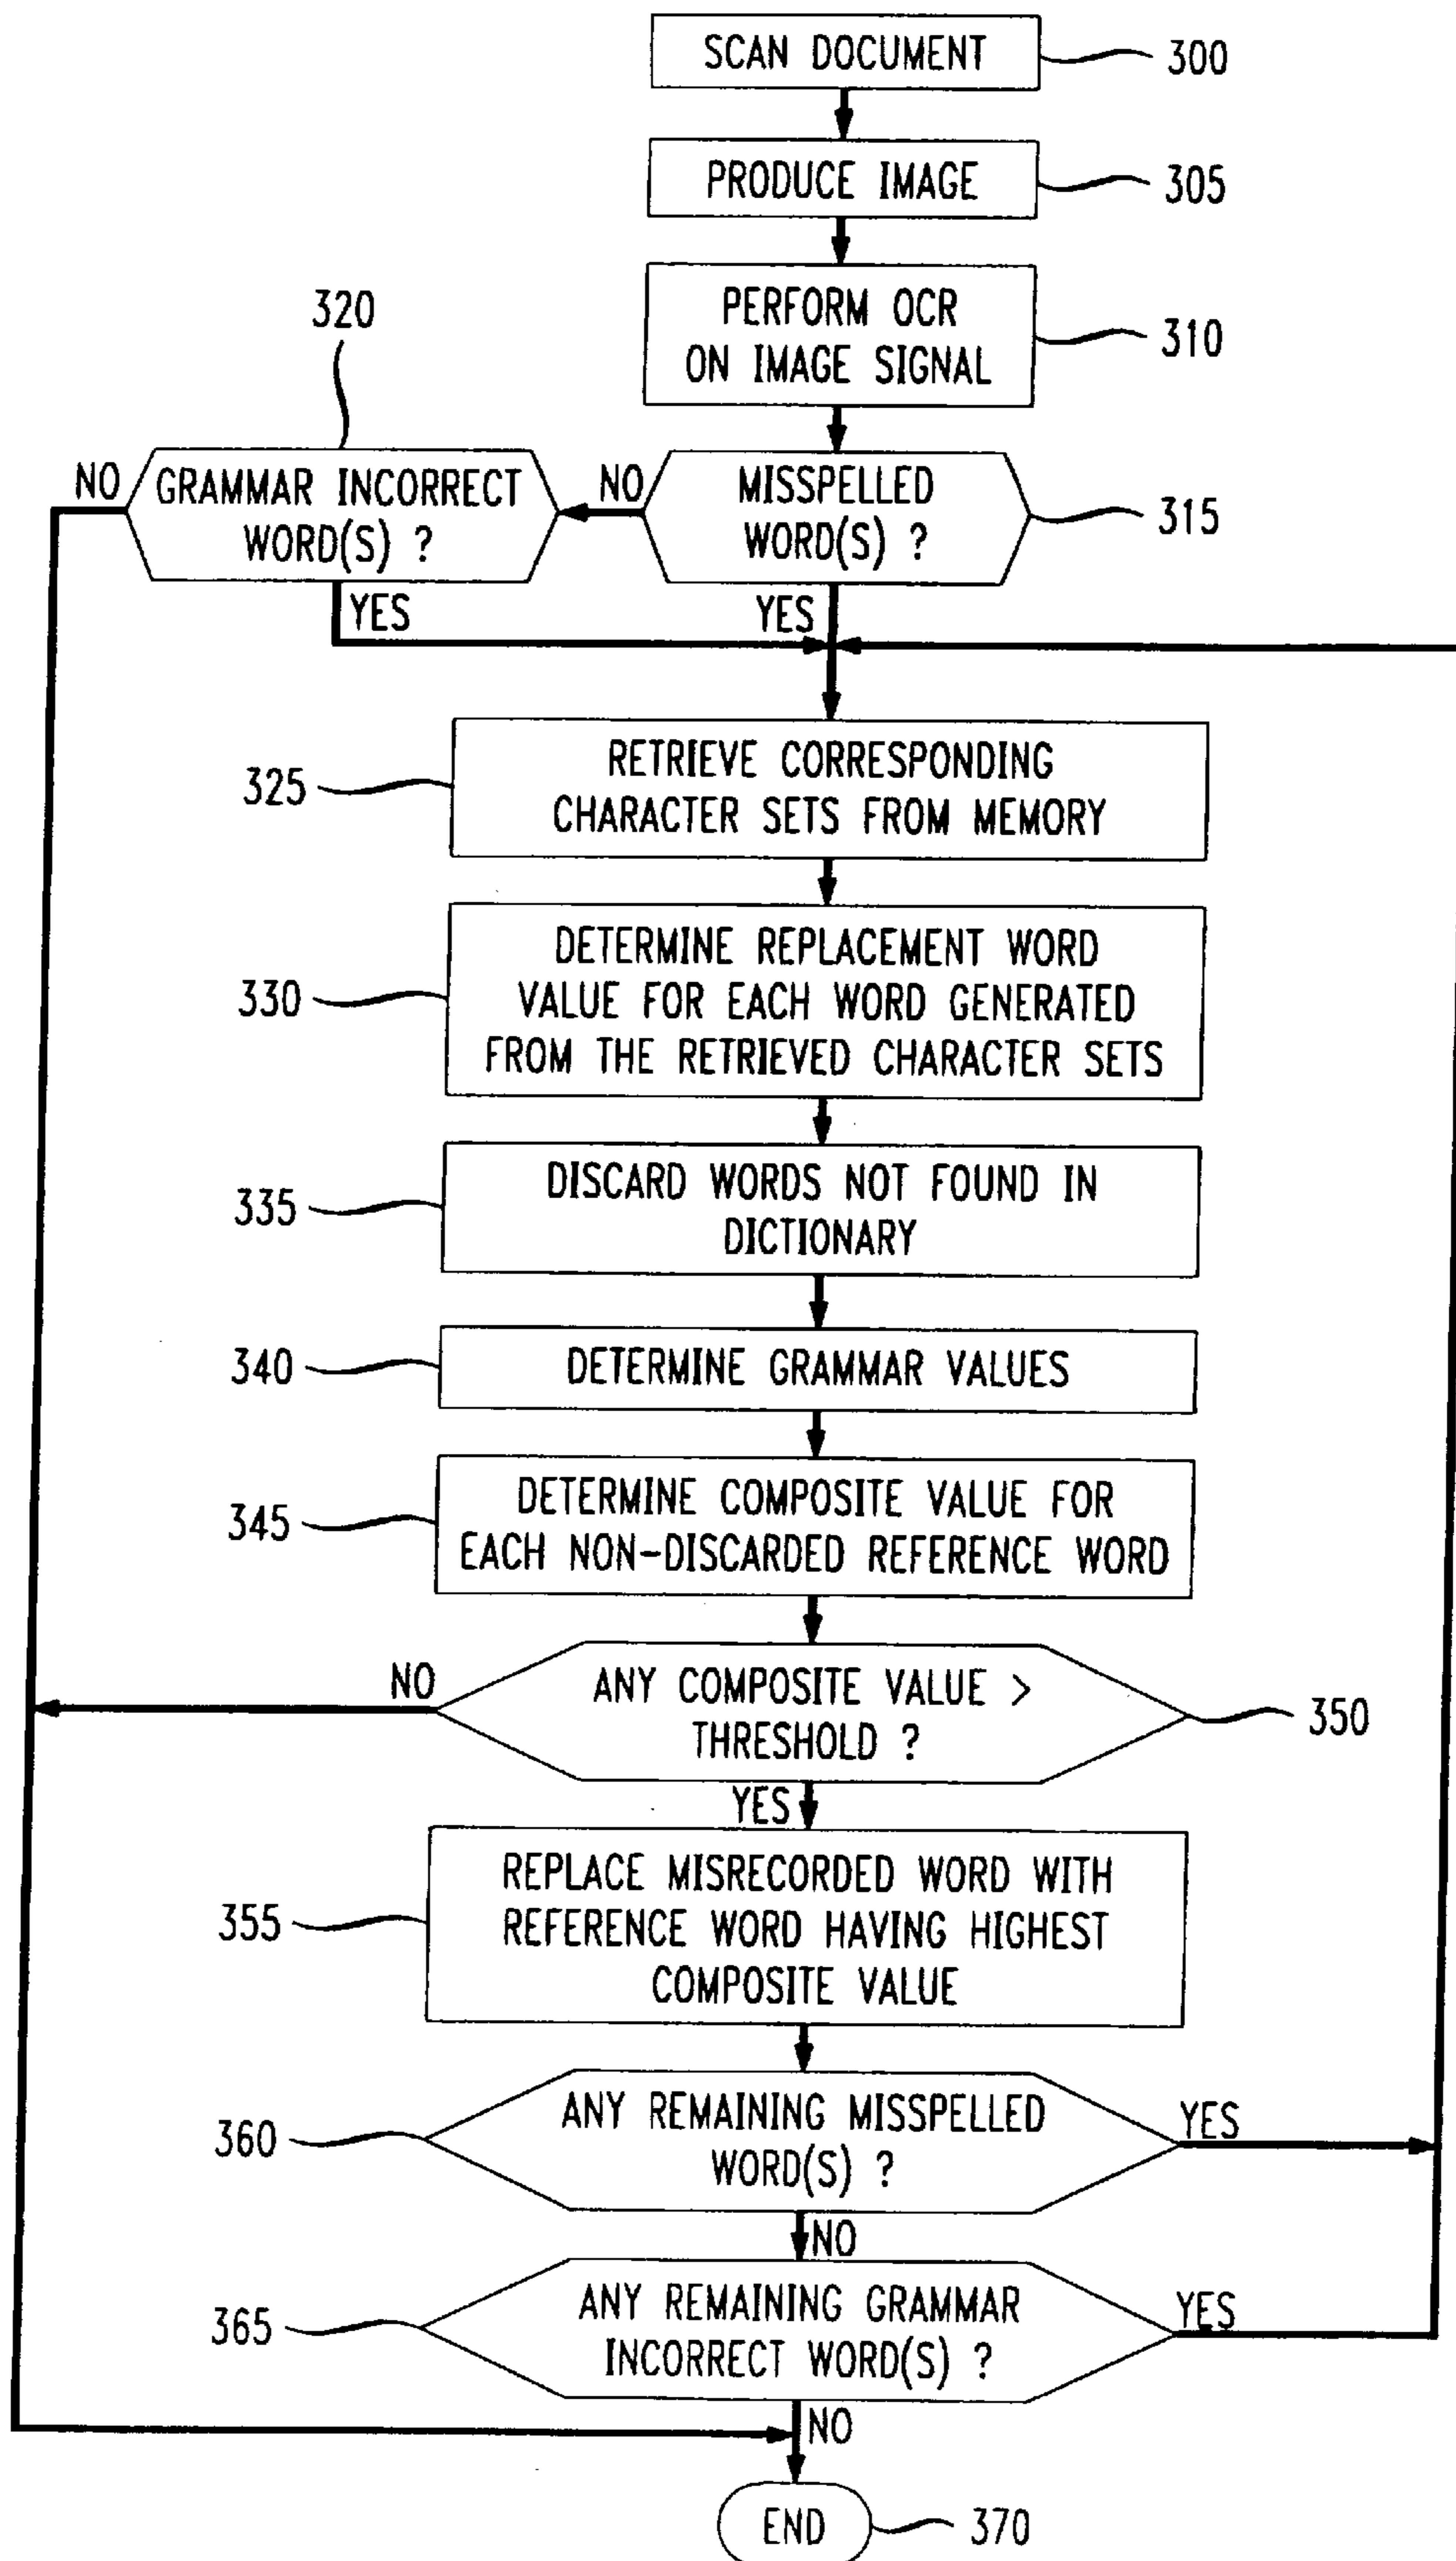 SCAN DOCUMENT
300
PRODUCE IMAGE
305
PERFORM OCR
ON IMAGE SIGNAL
310
320
NO
GRAMMAR INCORRECT
WORD(S) ?
NO
MISSPELLED
WORD(S) ?
315
YES
YES
325
RETRIEVE CORRESPONDING
CHARACTER SETS FROM MEMORY
330
DETERMINE REPLACEMENT WORD
VALUE FOR EACH WORD GENERATED
FROM THE RETRIEVED CHARACTER SETS
335
DISCARD WORDS NOT FOUND IN
DICTIONARY
340
DETERMINE GRAMMAR VALUES
345
DETERMINE COMPOSITE VALUE FOR
EACH NON-DISCARDED REFERENCE WORD
NO
ANY COMPOSITE VALUE >
THRESHOLD ?
350
YES
355
REPLACE MISRECORDED WORD WITH
REFERENCE WORD HAVING HIGHEST
COMPOSITE VALUE
360
ANY REMAINING MISSPELLED
WORD(S) ?
YES
NO
365
ANY REMAINING GRAMMAR
INCORRECT WORD(S) ?
YES
NO
END
370